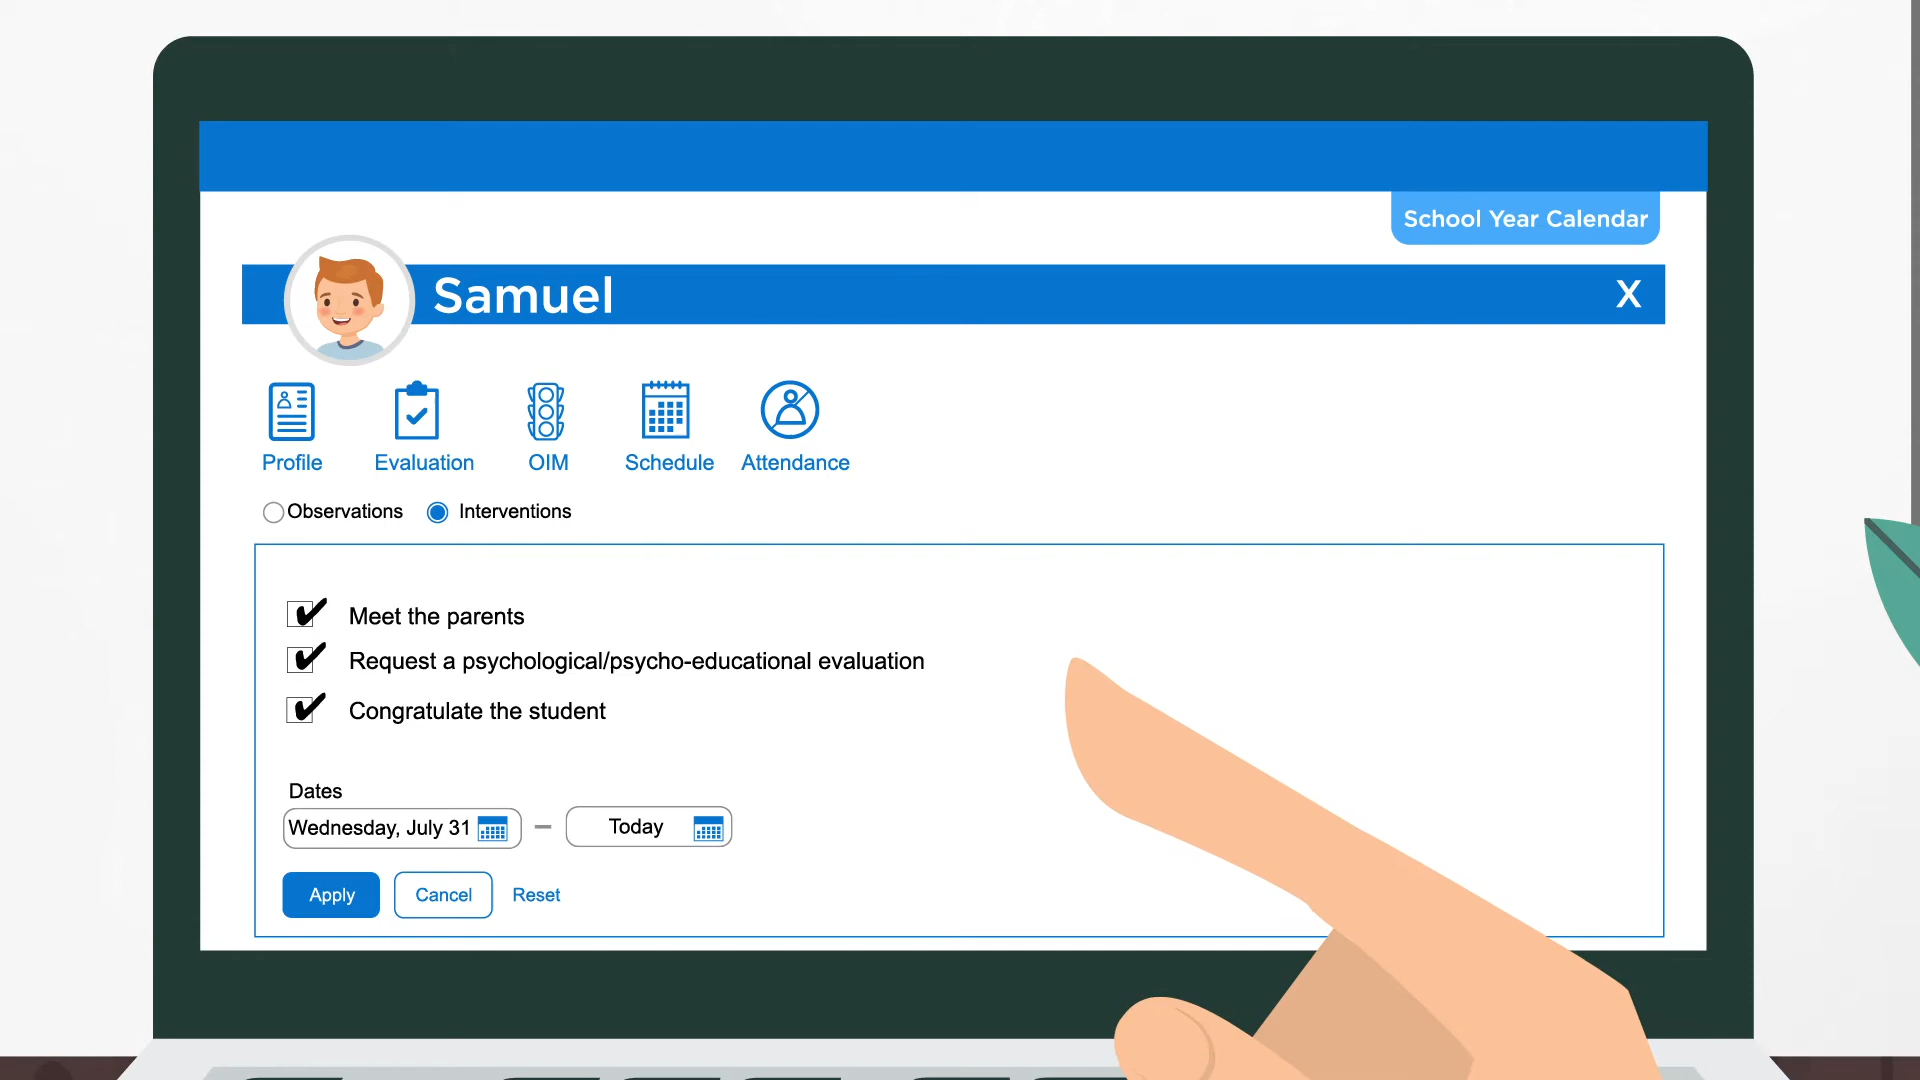 School Year Calendar
Samuel X
Profile Evaluation OIM Schedule Attendance
Observations Interventions
Meet the parents
Request a psychological/psycho-educational evaluation
Congratulate the student
Dates
Wednesday, July 31 – Today
Apply Cancel Reset